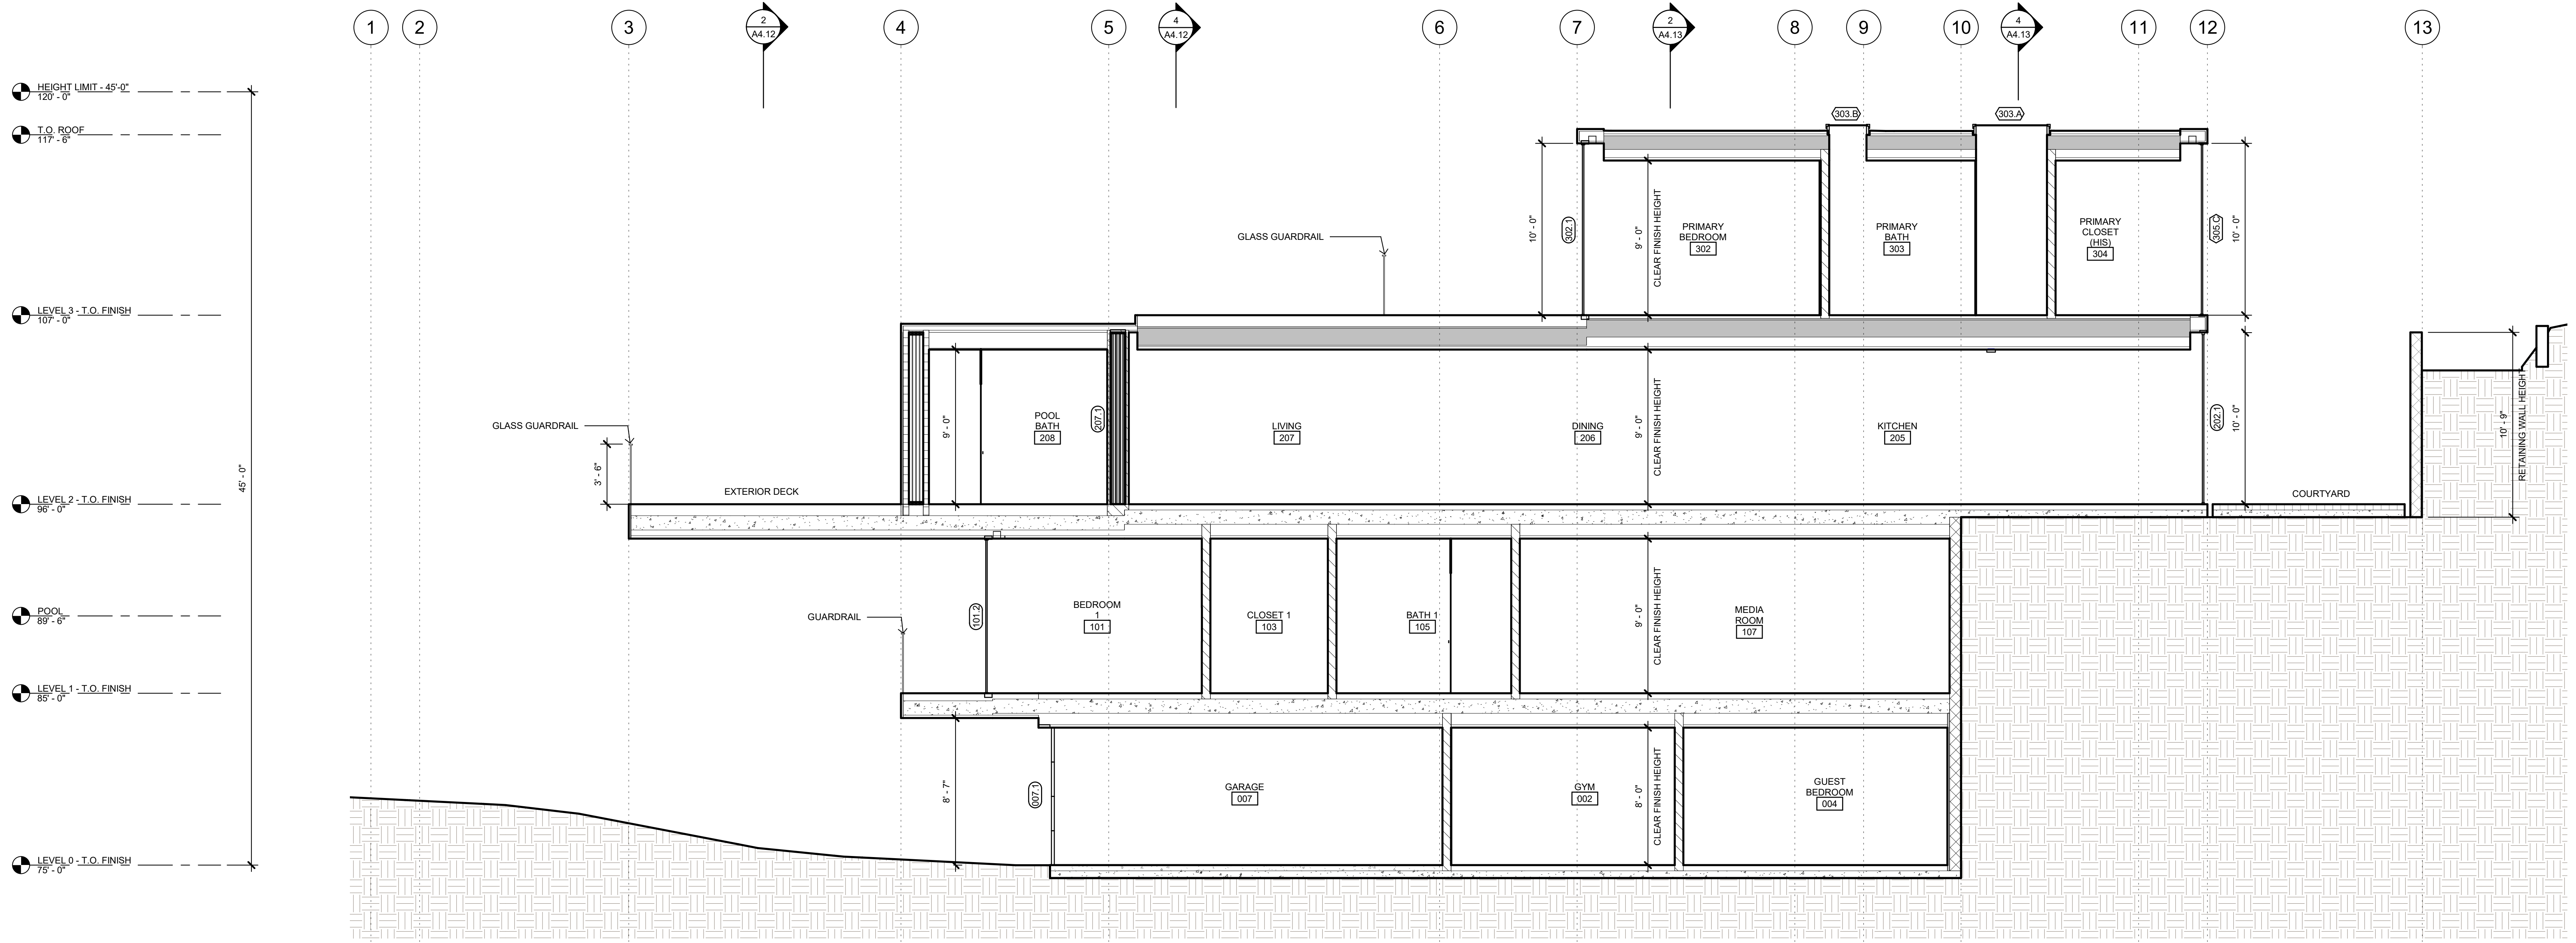 1
2
3
2
A4.12
4
5
4
A4.12
6
7
2
A4.13
8
9
10
4
A4.13
11
12
13
HEIGHT LIMIT - 45'-0"
120' - 0"
T.O. ROOF
117' - 6"
303.B
303.A
10' - 0"
302.1
9' - 0"
CLEAR FINISH HEIGHT
PRIMARY
BEDROOM
302
PRIMARY
BATH
303
PRIMARY
CLOSET
(HIS)
304
305.C
10' - 0"
GLASS GUARDRAIL
LEVEL 3 - T.O. FINISH
107' - 0"
GLASS GUARDRAIL
3' - 6"
45' - 0"
EXTERIOR DECK
9' - 0"
POOL
BATH
208
207.1
LIVING
207
DINING
206
9' - 0"
CLEAR FINISH HEIGHT
KITCHEN
205
202.1
10' - 0"
COURTYARD
10' - 9"
RETAINING WALL HEIGHT
LEVEL 2 - T.O. FINISH
96' - 0"
POOL
89' - 6"
GUARDRAIL
101.2
BEDROOM
1
101
CLOSET 1
103
BATH 1
105
9' - 0"
CLEAR FINISH HEIGHT
MEDIA
ROOM
107
LEVEL 1 - T.O. FINISH
85' - 0"
8' - 7"
007.1
GARAGE
007
GYM
002
8' - 0"
CLEAR FINISH HEIGHT
GUEST
BEDROOM
004
LEVEL 0 - T.O. FINISH
75' - 0"